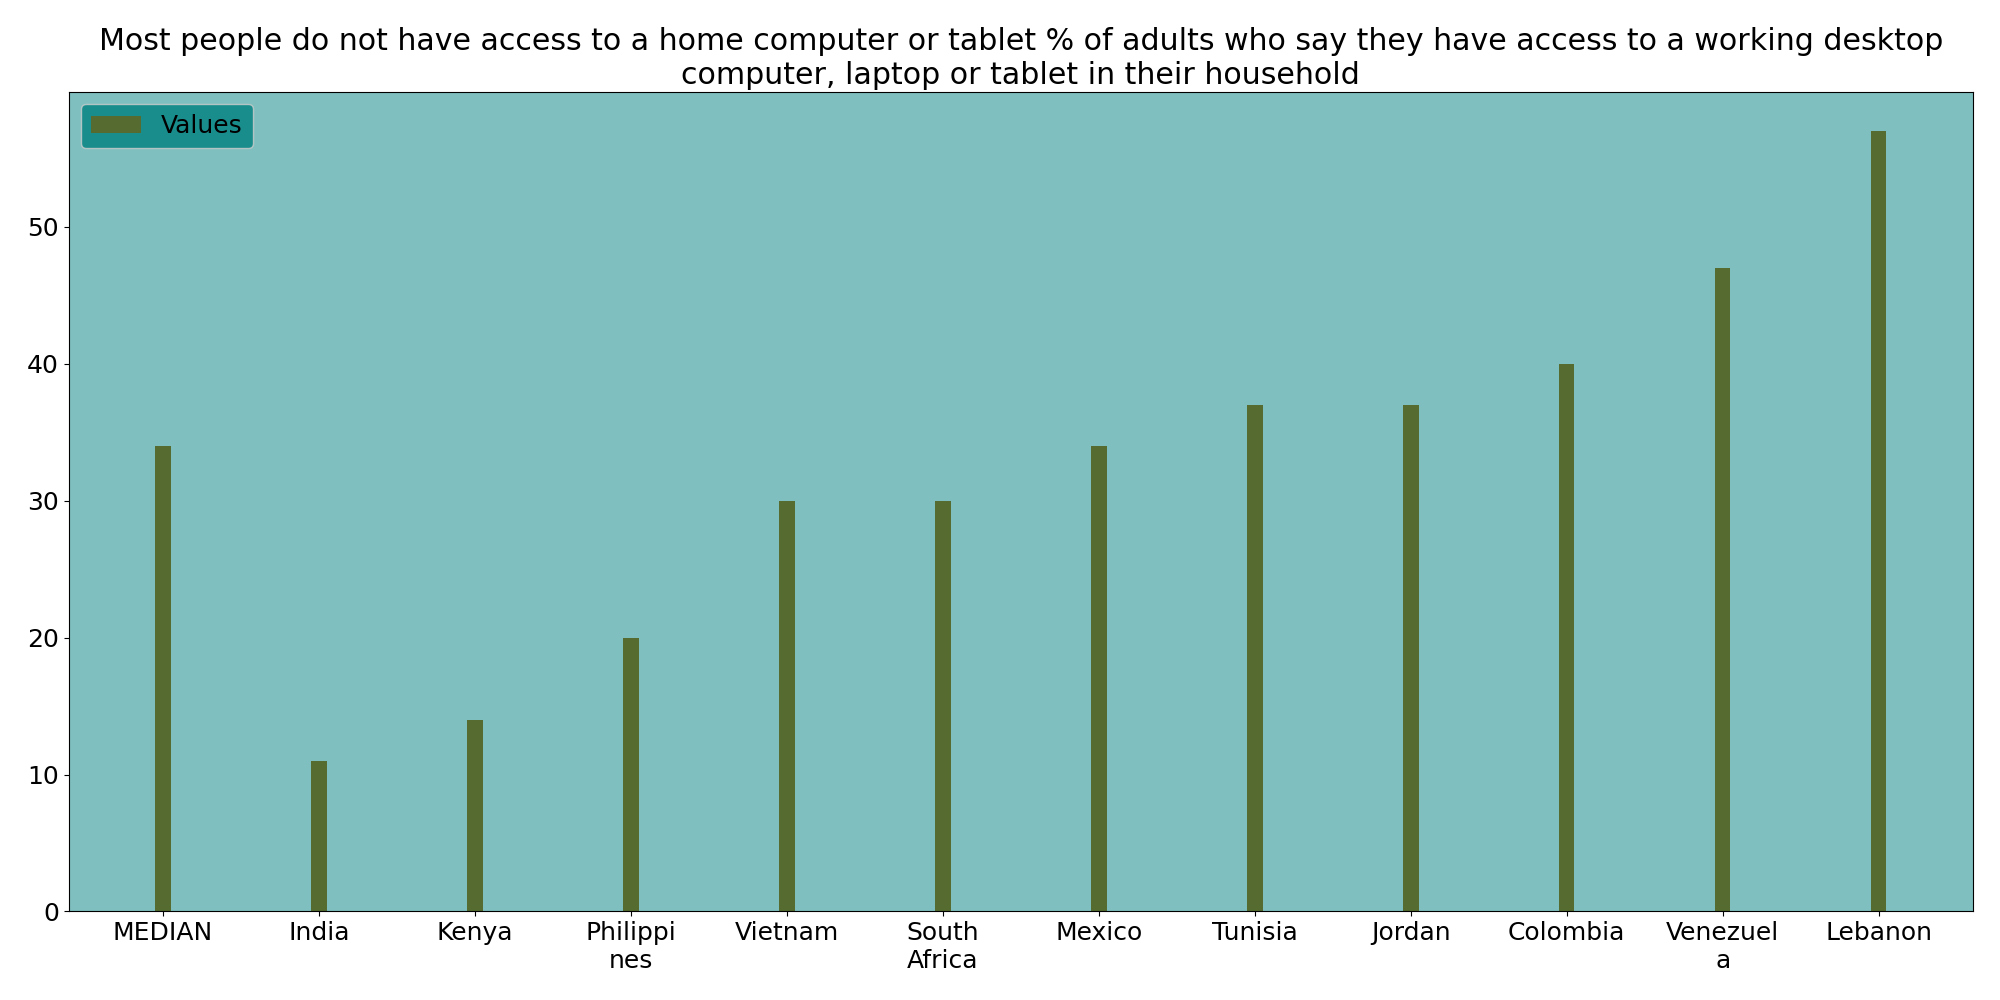 Most people do not have access to a home computer or tablet % of adults who say they have access to a working desktop
computer, laptop or tablet in their household
Values
50
40
30
20
10
0
MEDIAN
India
Kenya
Philippi
nes
Vietnam
South
Africa
Mexico
Tunisia
Jordan
Colombia
Venezuel
a
Lebanon